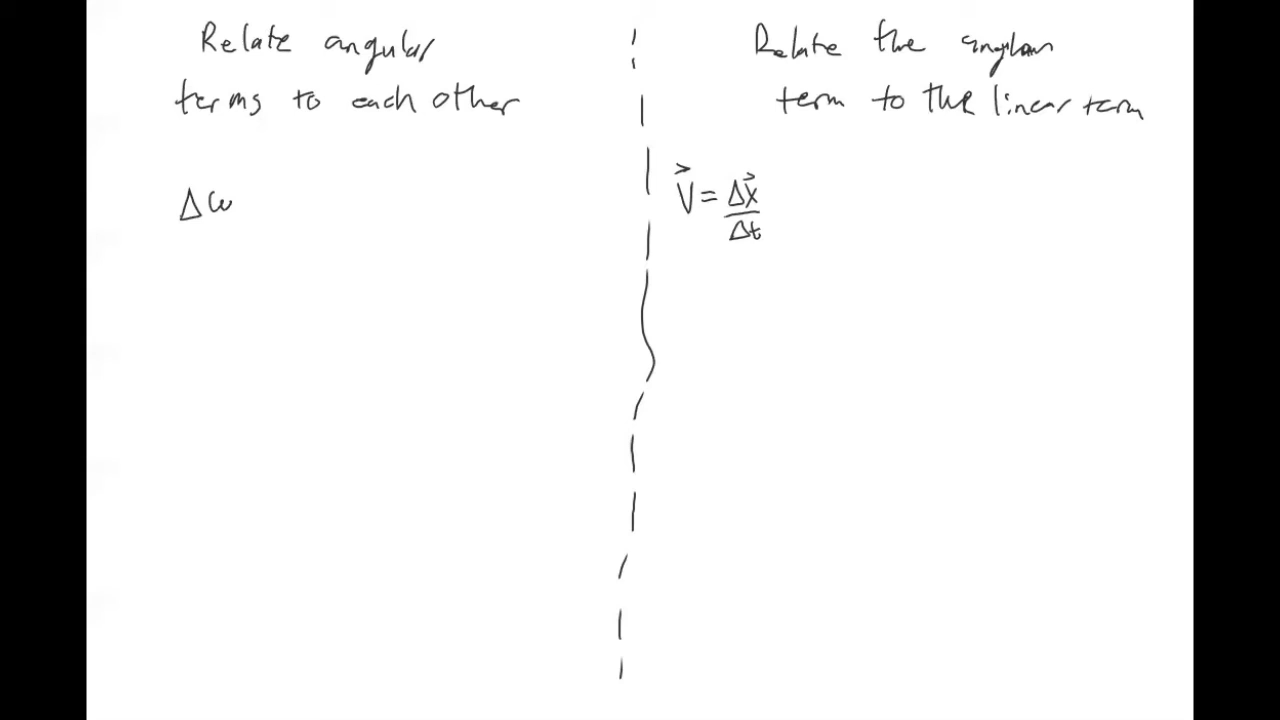 Relate angular
terms to each other
Δω
Relate the angular
term to the linear term
V⃗ = Δx⃗/Δt